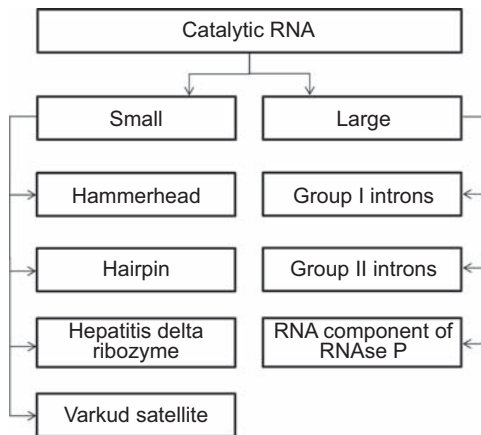 Catalytic RNA
Small
Large
Hammerhead
Group I introns
Hairpin
Group II introns
Hepatitis delta
ribozyme
RNA component of
RNAse P
Varkud satellite